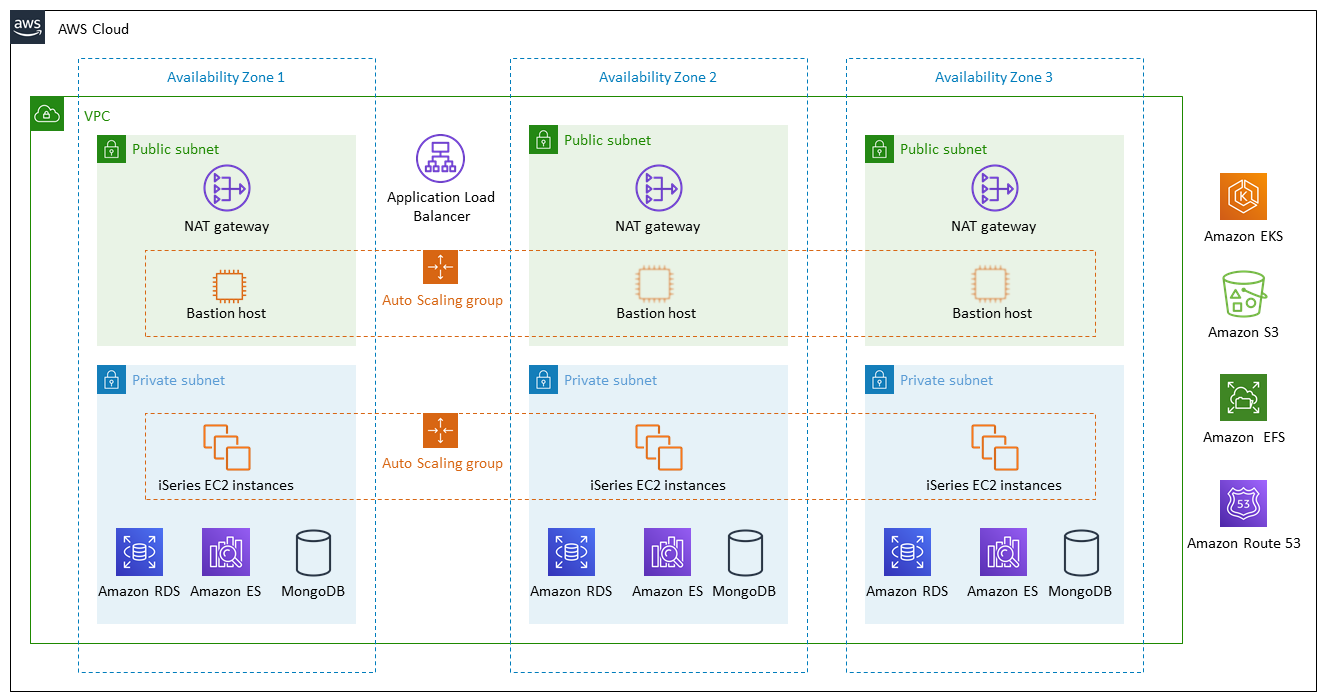 aws
AWS Cloud
Availability Zone 1
Availability Zone 2
Availability Zone 3
VPC
Public subnet
NAT gateway
Bastion host
Application Load
Balancer
Auto Scaling group
Public subnet
NAT gateway
Bastion host
Public subnet
NAT gateway
Bastion host
Private subnet
iSeries EC2 instances
Amazon RDS
Amazon ES
MongoDB
Auto Scaling group
Private subnet
iSeries EC2 instances
Amazon RDS
Amazon ES
MongoDB
Private subnet
iSeries EC2 instances
Amazon RDS
Amazon ES
MongoDB
K
Amazon EKS
Amazon S3
Amazon EFS
53
Amazon Route 53